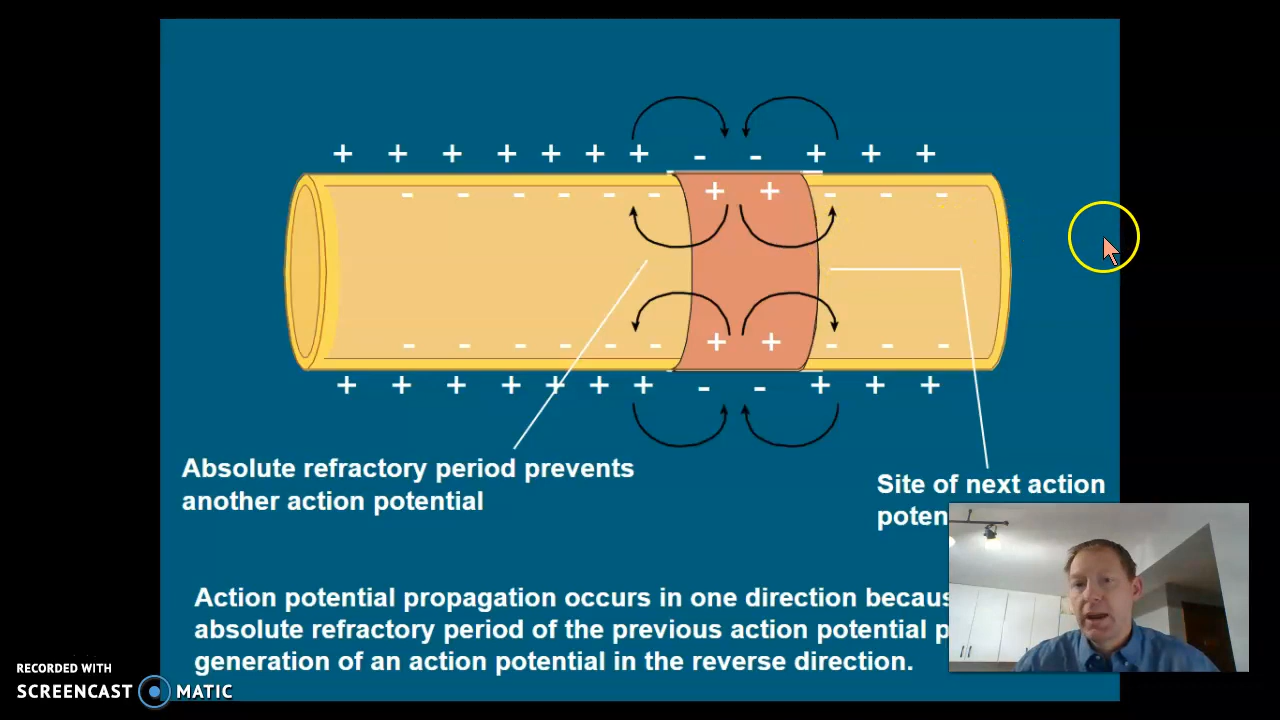 + + + + + + + - - + + +
- - - - - - + + - - -
- - - - - - + + - - -
+ + + + + + + - - + + +
Absolute refractory period prevents
another action potential
Site of next action
poten
Action potential propagation occurs in one direction becaus
absolute refractory period of the previous action potential p
generation of an action potential in the reverse direction.
RECORDED WITH
SCREENCAST MATIC